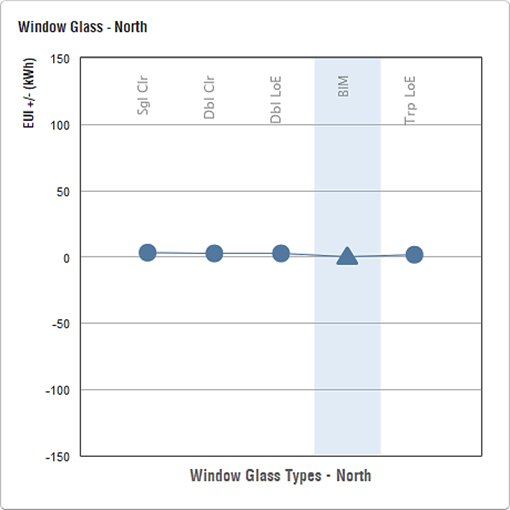 Window Glass - North
EUI +/- (kWh)
150
100
50
0
-50
-100
-150
Sgl Clr
Dbl Clr
Dbl LoE
BIM
Trp LoE
Window Glass Types - North